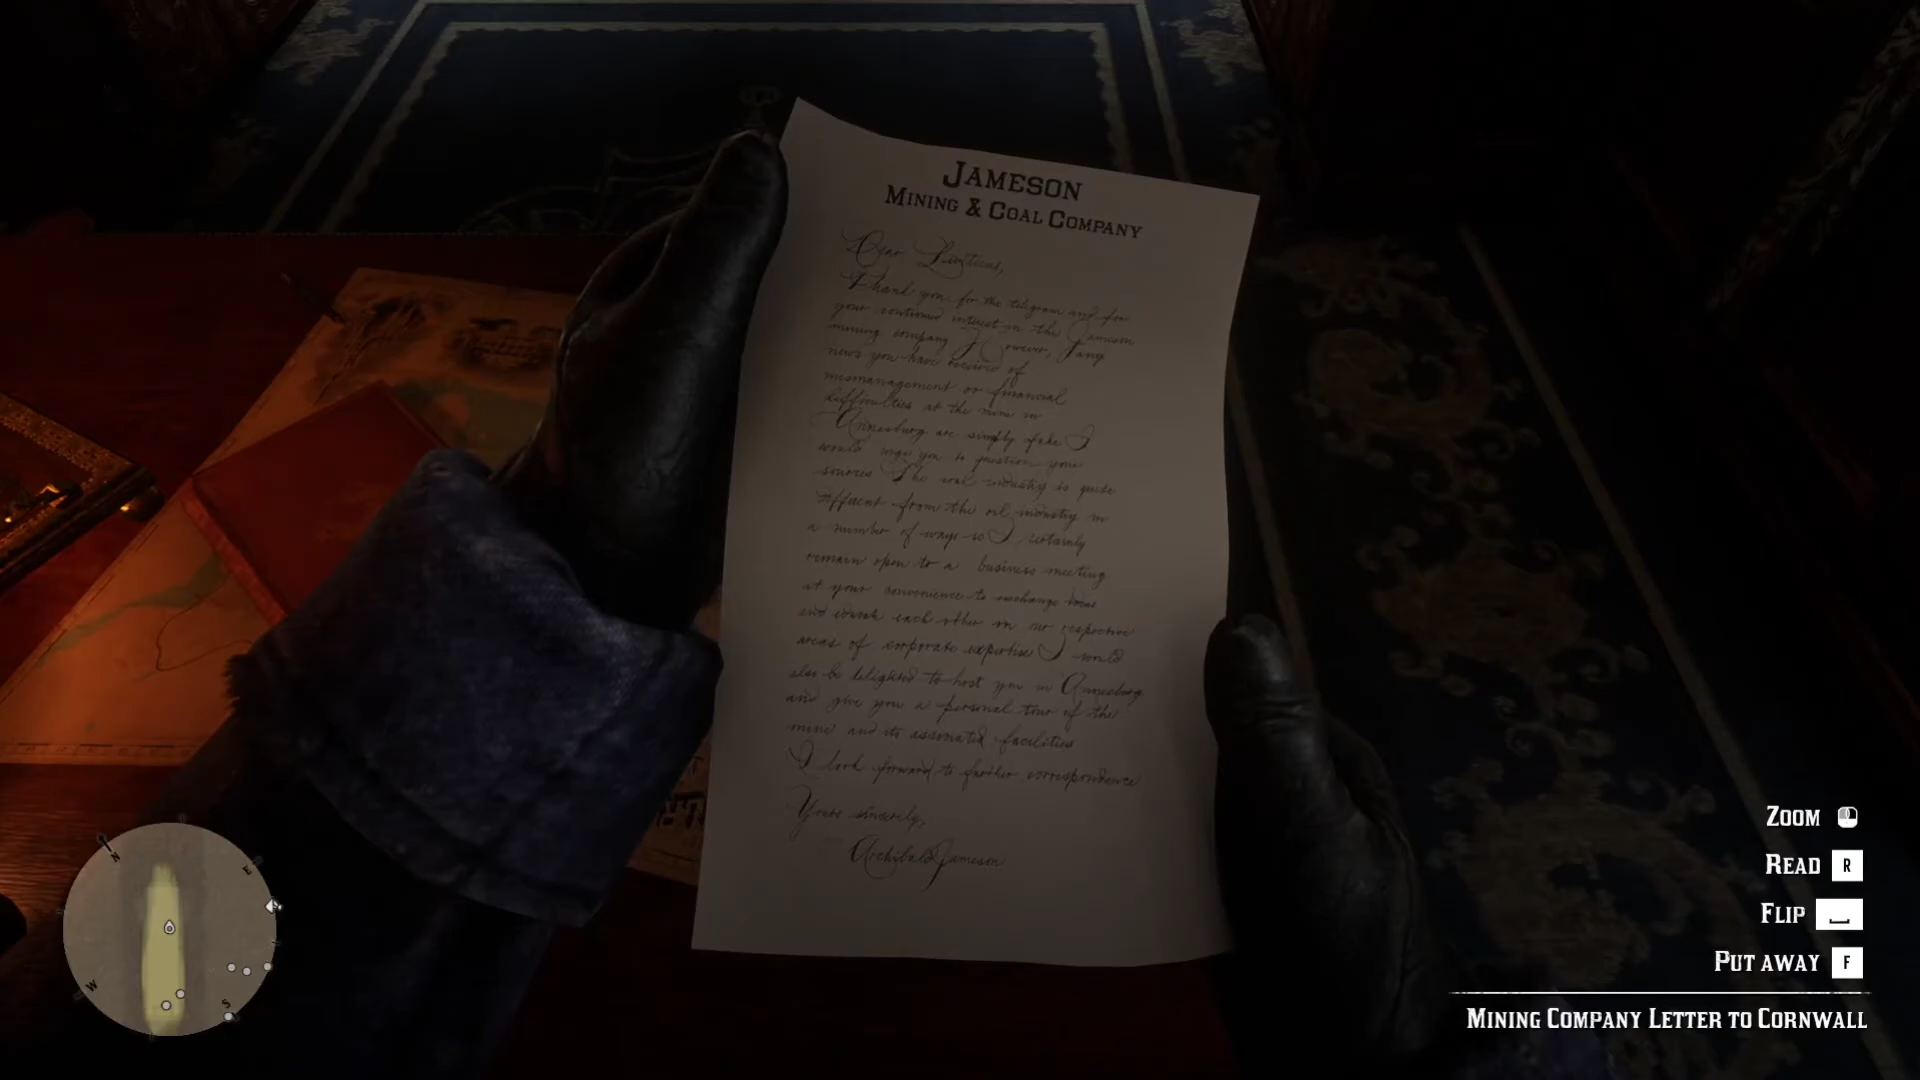 JAMESON
MINING & COAL COMPANY
Dear Leviticus,
Thank you for the telegram and for
your continued interest in the Jameson
mining company However, I any
news you have received of
mismanagement or financial
difficulties at the mine in
Annesburg are simply fake I
would urge you to question your
sources The coal industry is quite
different from the oil industry in
a number of ways so I certainly
remain open to a business meeting
at your convenience to exchange ideas
and each other in our respective
areas of corporate expertise I would
also be delighted to host you in Annesburg
and give you a personal tour of the
mine and its associated facilities
I look forward to further correspondence
Yours sincerely,
Archibald Jameson
N
E
W
S
ZOOM
READ R
FLIP
PUT AWAY F
MINING COMPANY LETTER TO CORNWALL